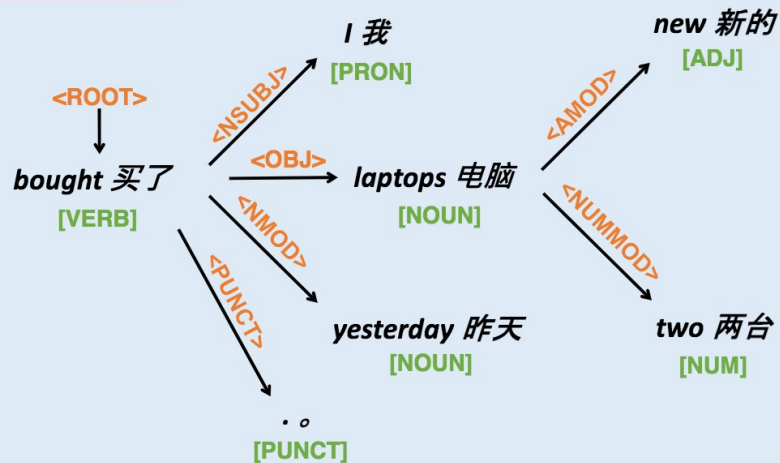 I 我
[PRON]
new 新的
[ADJ]
<ROOT>
<NSUBJ>
<AMOD>
bought 买了
[VERB]
<OBJ>
laptops 电脑
[NOUN]
<NMOD>
<NUMMOD>
<PUNCT>
yesterday 昨天
[NOUN]
two 两台
[NUM]
. 。
[PUNCT]